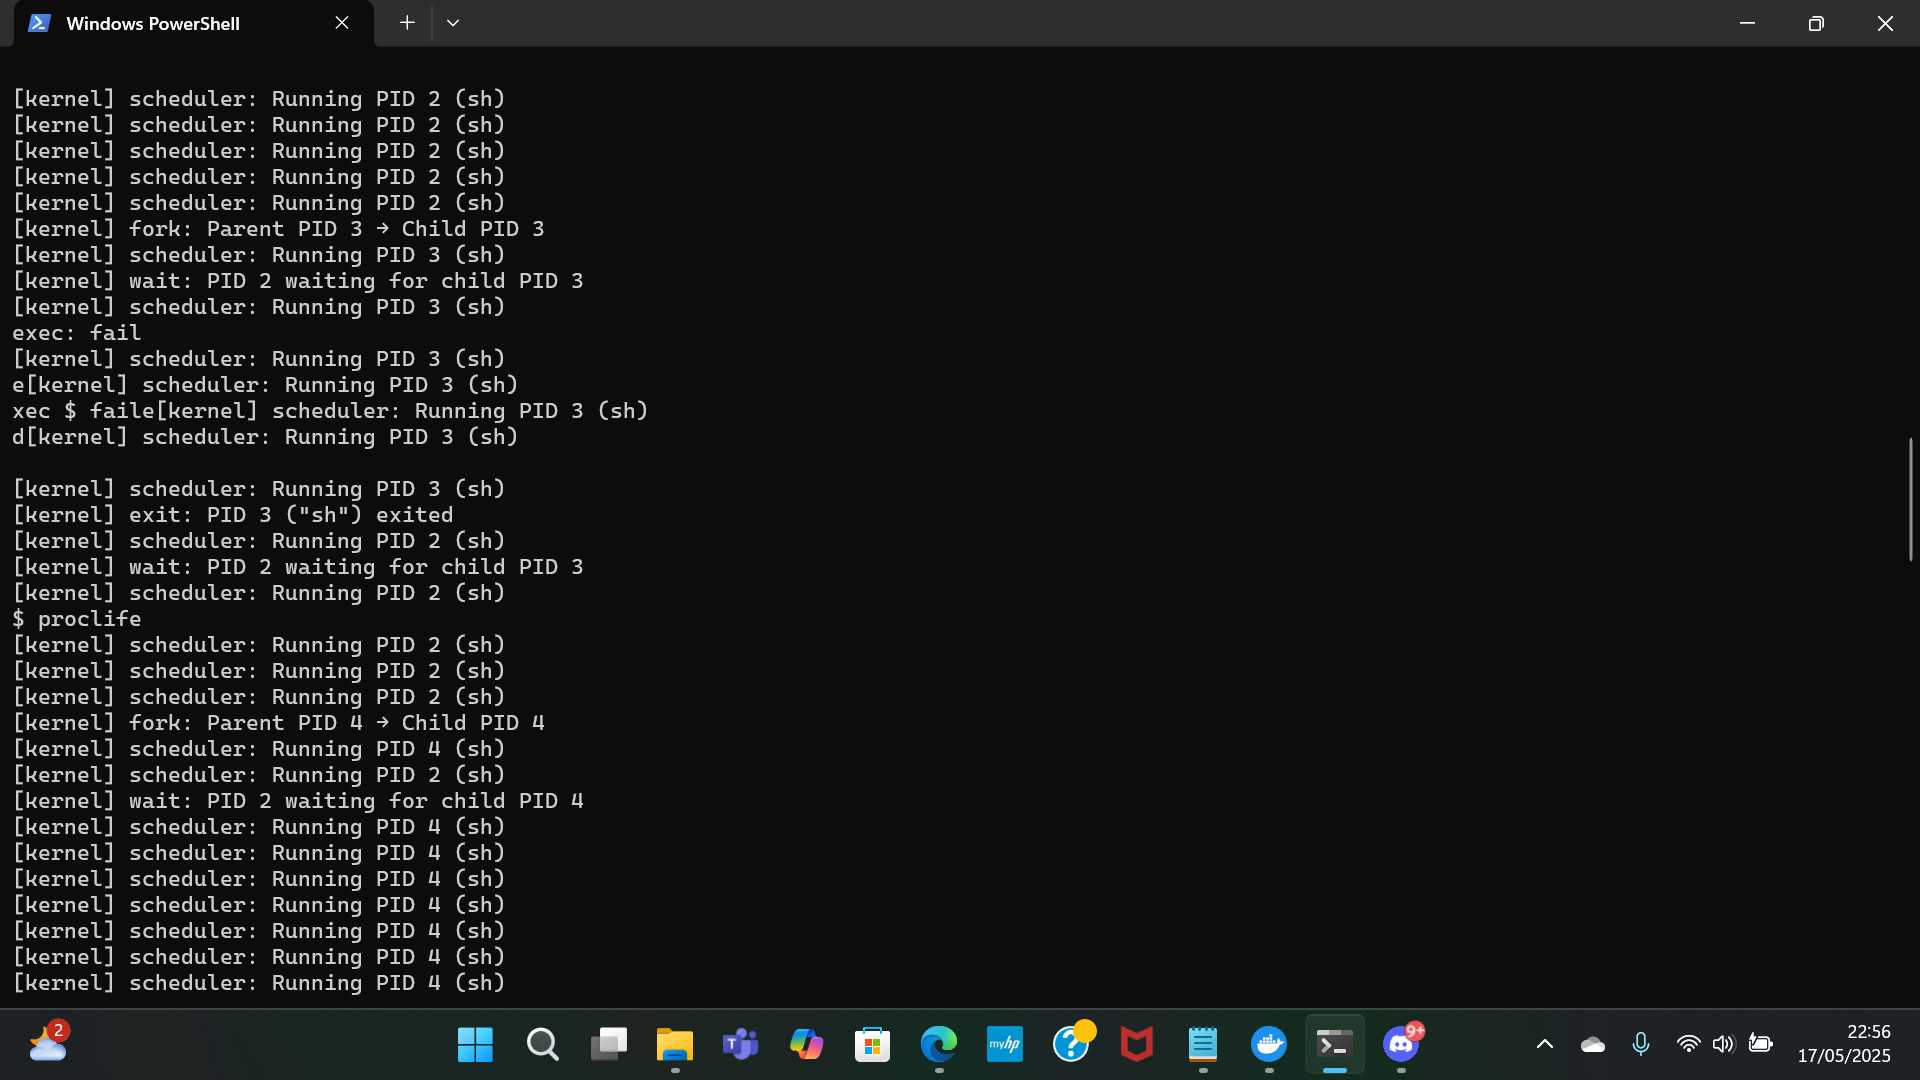 Windows PowerShell
[kernel] scheduler: Running PID 2 (sh)
[kernel] scheduler: Running PID 2 (sh)
[kernel] scheduler: Running PID 2 (sh)
[kernel] scheduler: Running PID 2 (sh)
[kernel] scheduler: Running PID 2 (sh)
[kernel] fork: Parent PID 3 → Child PID 3
[kernel] scheduler: Running PID 3 (sh)
[kernel] wait: PID 2 waiting for child PID 3
[kernel] scheduler: Running PID 3 (sh)
exec: fail
[kernel] scheduler: Running PID 3 (sh)
e[kernel] scheduler: Running PID 3 (sh)
xec $ faile[kernel] scheduler: Running PID 3 (sh)
d[kernel] scheduler: Running PID 3 (sh)
[kernel] scheduler: Running PID 3 (sh)
[kernel] exit: PID 3 ("sh") exited
[kernel] scheduler: Running PID 2 (sh)
[kernel] wait: PID 2 waiting for child PID 3
[kernel] scheduler: Running PID 2 (sh)
$ proclife
[kernel] scheduler: Running PID 2 (sh)
[kernel] scheduler: Running PID 2 (sh)
[kernel] scheduler: Running PID 2 (sh)
[kernel] fork: Parent PID 4 → Child PID 4
[kernel] scheduler: Running PID 4 (sh)
[kernel] scheduler: Running PID 2 (sh)
[kernel] wait: PID 2 waiting for child PID 4
[kernel] scheduler: Running PID 4 (sh)
[kernel] scheduler: Running PID 4 (sh)
[kernel] scheduler: Running PID 4 (sh)
[kernel] scheduler: Running PID 4 (sh)
[kernel] scheduler: Running PID 4 (sh)
[kernel] scheduler: Running PID 4 (sh)
[kernel] scheduler: Running PID 4 (sh)
2
T
myhp
?
9+
22:56
17/05/2025